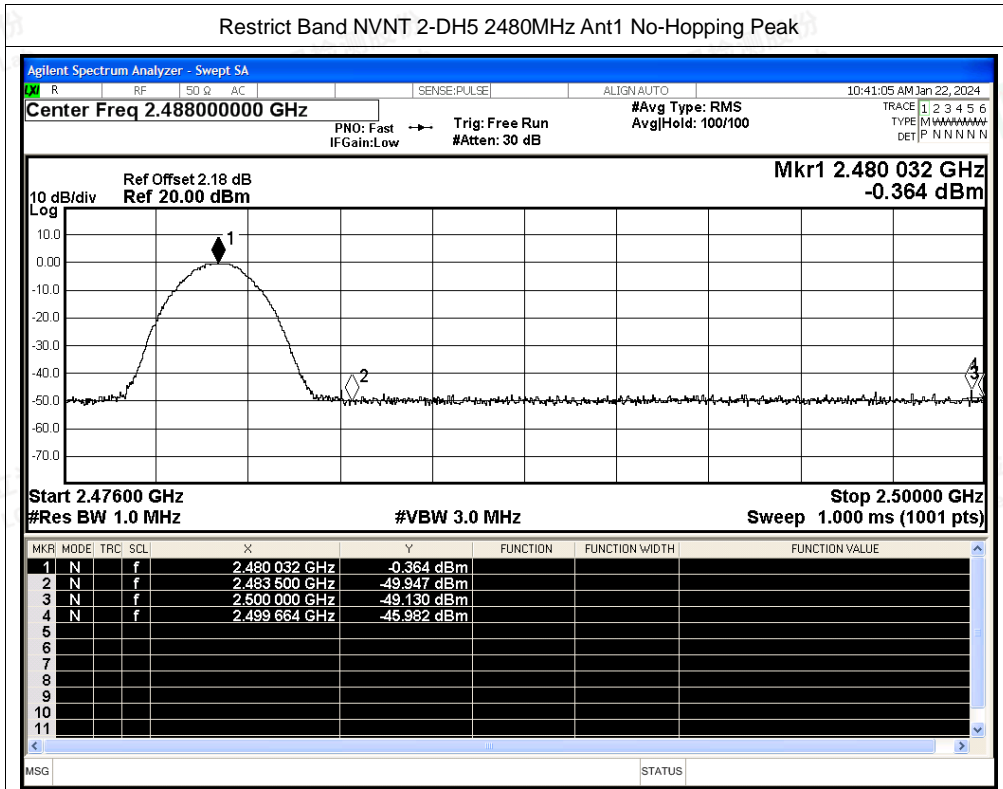 Restrict Band NVNT 2-DH5 2480MHz Ant1 No-Hopping Peak
Agilent Spectrum Analyzer - Swept SA
LXI R RF 50 Ω AC SENSE:PULSE ALIGN AUTO 10:41:05 AM Jan 22, 2024
Center Freq 2.488000000 GHz
PNO: Fast
IFGain:Low
Trig: Free Run
#Atten: 30 dB
#Avg Type: RMS
Avg|Hold: 100/100
TRACE 1 2 3 4 5 6
TYPE M WWWWW
DET P N N N N N
Mkr1 2.480 032 GHz
-0.364 dBm
Ref Offset 2.18 dB
10 dB/div Ref 20.00 dBm
Log
10.0
0.00
-10.0
-20.0
-30.0
-40.0
-50.0
-60.0
-70.0
1
2
4
3
Start 2.47600 GHz Stop 2.50000 GHz
#Res BW 1.0 MHz #VBW 3.0 MHz Sweep 1.000 ms (1001 pts)
MKR MODE TRC SCL X Y FUNCTION FUNCTION WIDTH FUNCTION VALUE
1 N f 2.480 032 GHz -0.364 dBm
2 N f 2.483 500 GHz -49.947 dBm
3 N f 2.500 000 GHz -49.130 dBm
4 N f 2.499 664 GHz -45.982 dBm
5
6
7
8
9
10
11
MSG STATUS